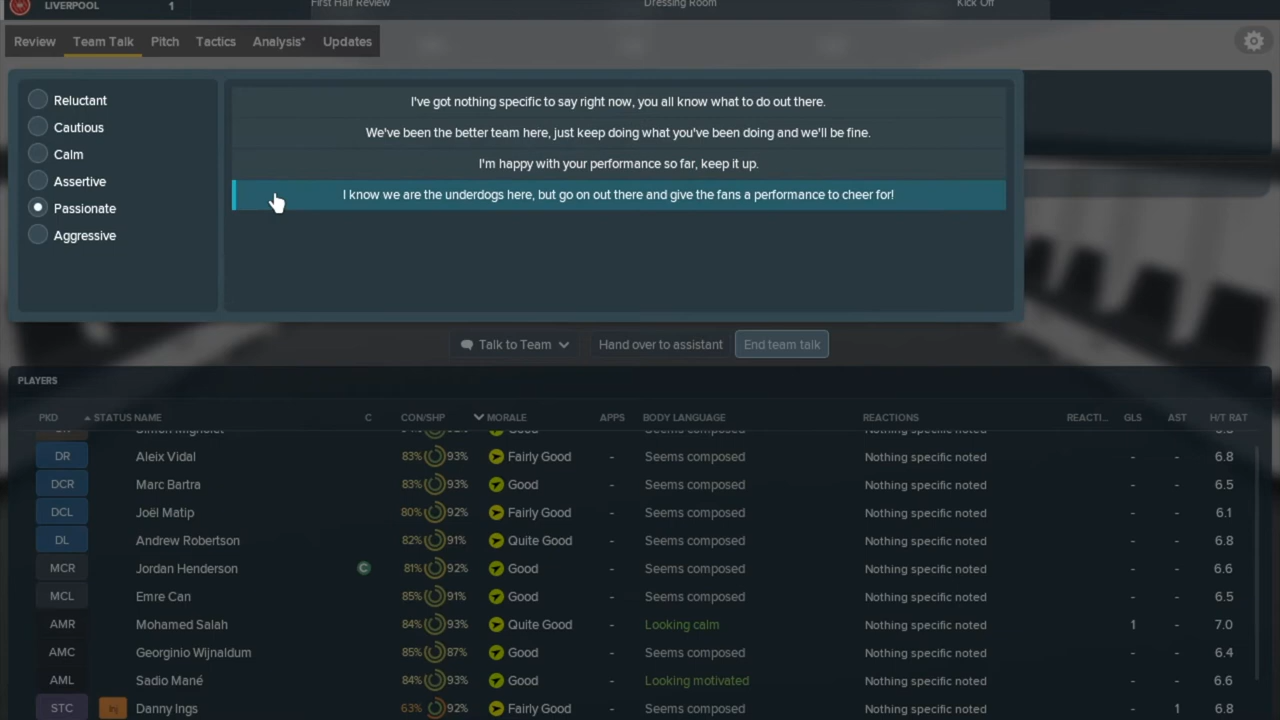 LIVERPOOL 1 First Half Review Dressing Room Kick Off
Review Team Talk Pitch Tactics Analysis* Updates
Reluctant
Cautious
Calm
Assertive
Passionate
Aggressive
I've got nothing specific to say right now, you all know what to do out there.
We've been the better team here, just keep doing what you've been doing and we'll be fine.
I'm happy with your performance so far, keep it up.
I know we are the underdogs here, but go on out there and give the fans a performance to cheer for!
Talk to Team Hand over to assistant End team talk
PLAYERS
PKD STATUS NAME C CON/SHP MORALE APPS BODY LANGUAGE REACTIONS REACTI... GLS AST H/T RAT
Simon Mignolet Good - Seems composed Nothing specific noted - -
DR Aleix Vidal 83% 93% Fairly Good - Seems composed Nothing specific noted - - 6.8
DCR Marc Bartra 83% 93% Good - Seems composed Nothing specific noted - - 6.5
DCL Joël Matip 80% 92% Fairly Good - Seems composed Nothing specific noted - - 6.1
DL Andrew Robertson 82% 91% Quite Good - Seems composed Nothing specific noted - - 6.8
MCR Jordan Henderson C 81% 92% Good - Seems composed Nothing specific noted - - 6.6
MCL Emre Can 85% 91% Good - Seems composed Nothing specific noted - - 6.5
AMR Mohamed Salah 84% 93% Quite Good - Looking calm Nothing specific noted 1 - 7.0
AMC Georginio Wijnaldum 85% 87% Good - Seems composed Nothing specific noted - - 6.4
AML Sadio Mané 84% 93% Good - Looking motivated Nothing specific noted - - 6.6
STC Inj Danny Ings 63% 92% Fairly Good - Seems composed Nothing specific noted - 1 6.8